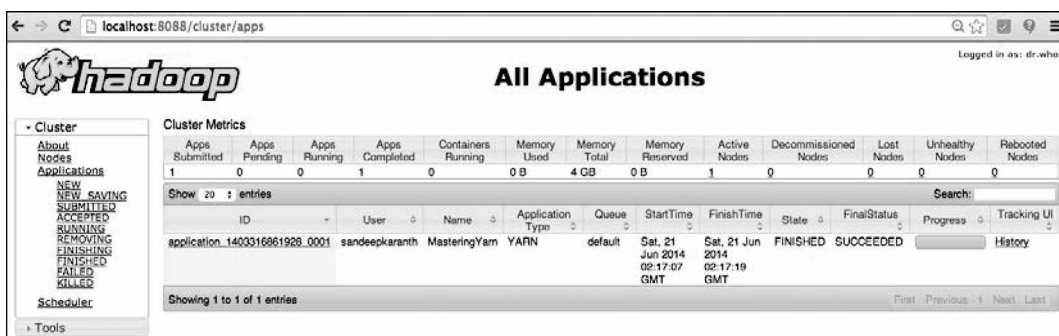 localhost:8088/cluster/apps
Logged in as: dr.who
hadoop
All Applications
Cluster
About
Nodes
Applications
NEW
NEW_SAVING
SUBMITTED
ACCEPTED
RUNNING
REMOVING
FINISHING
FINISHED
FAILED
KILLED
Scheduler
Tools
Cluster Metrics
Apps Submitted Apps Pending Apps Running Apps Completed Containers Running Memory Used Memory Total Memory Reserved Active Nodes Decommissioned Nodes Lost Nodes Unhealthy Nodes Rebooted Nodes
1 0 0 1 0 0 B 4 GB 0 B 1 0 0 0 0
Show 20 entries Search:
ID User Name Application Type Queue StartTime FinishTime State FinalStatus Progress Tracking UI
application_1403316661928_0001 sandeepkaranth MasteringYarn YARN default Sat, 21 Jun 2014 02:17:07 GMT Sat, 21 Jun 2014 02:17:19 GMT FINISHED SUCCEEDED History
Showing 1 to 1 of 1 entries First Previous 1 Next Last